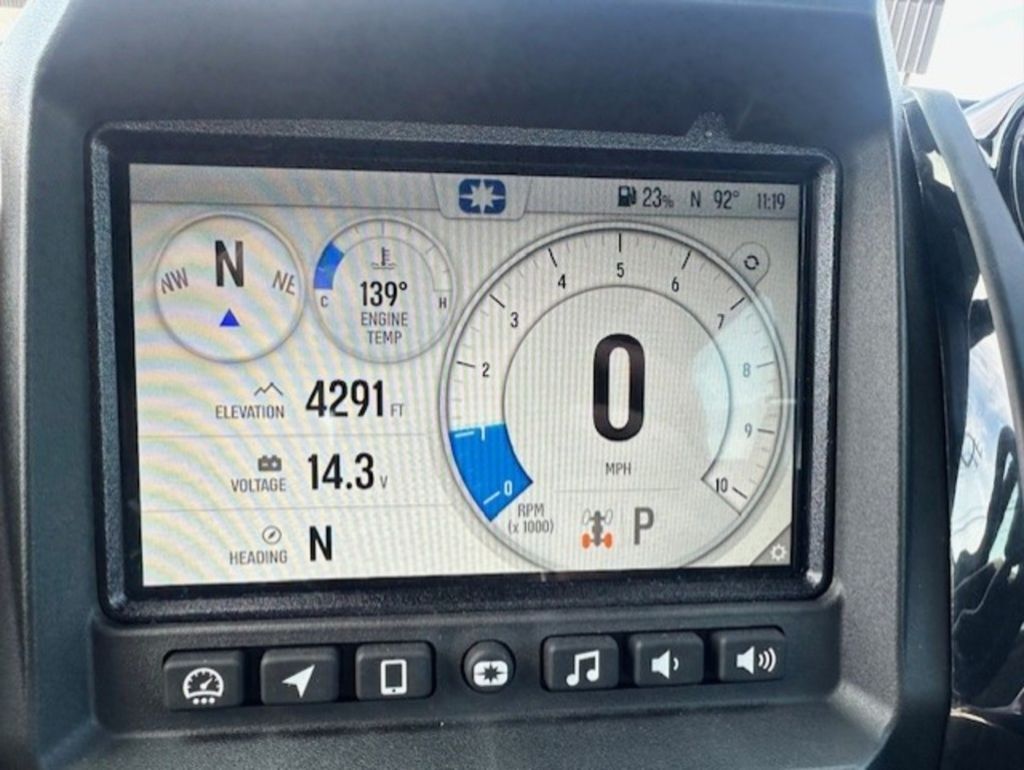 23% N 92° 11:19
NW N NE
C 139° H
ENGINE
TEMP
ELEVATION 4291 FT
VOLTAGE 14.3 V
HEADING N
0 1 2 3 4 5 6 7 8 9 10
RPM
(x 1000)
0
MPH
P